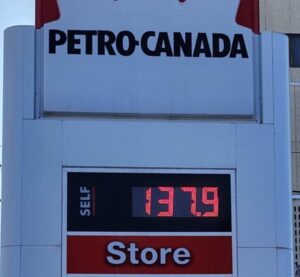 PETRO-CANADA
SELF 137.9
Store